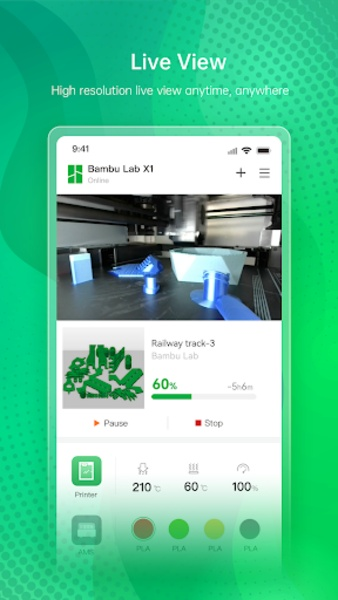 Live View
High resolution live view anytime, anywhere
9:41
Bambu Lab X1
Online
Railway track-3
Bambu Lab
60%
-5h6m
Pause
Stop
Printer
210 ℃
60 ℃
100%
AMS
PLA
PLA
PLA
PLA